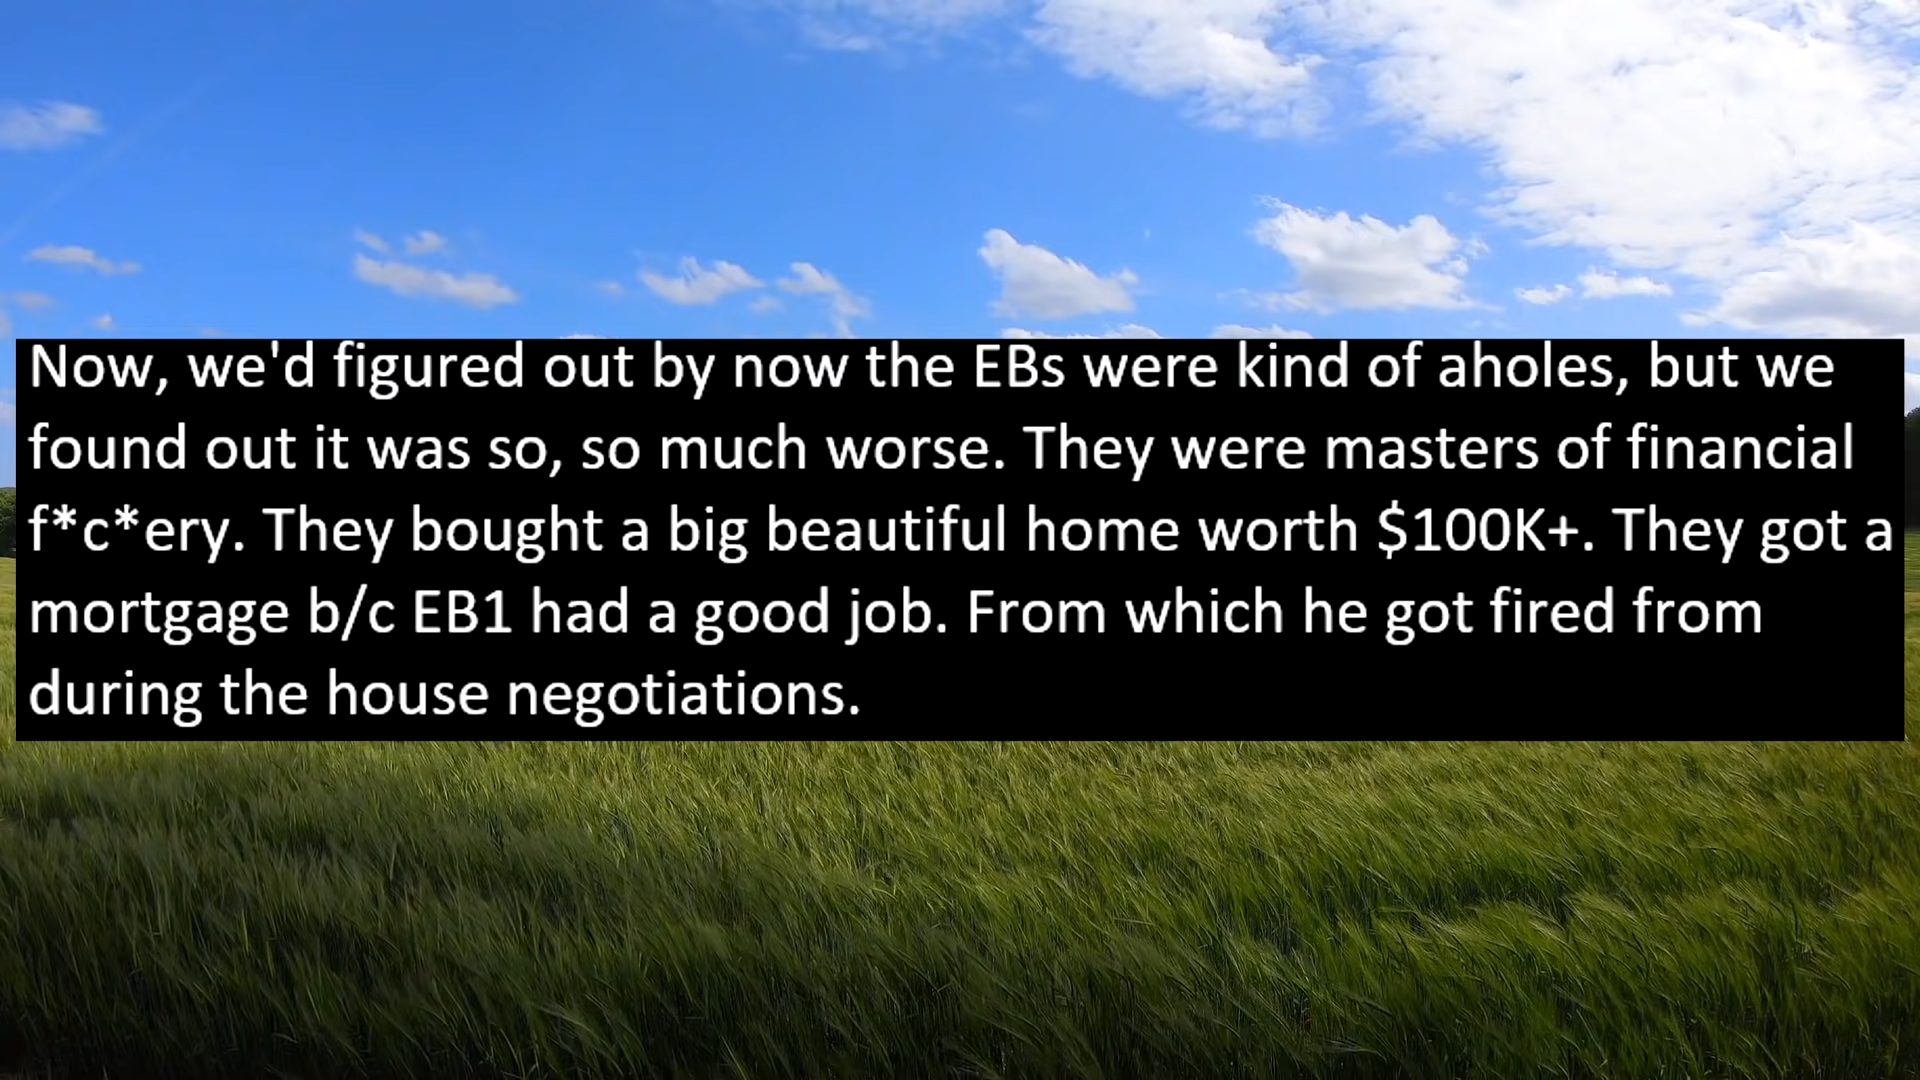 Now, we'd figured out by now the EBs were kind of aholes, but we
found out it was so, so much worse. They were masters of financial
f*c*ery. They bought a big beautiful home worth $100K+. They got a
mortgage b/c EB1 had a good job. From which he got fired from
during the house negotiations.